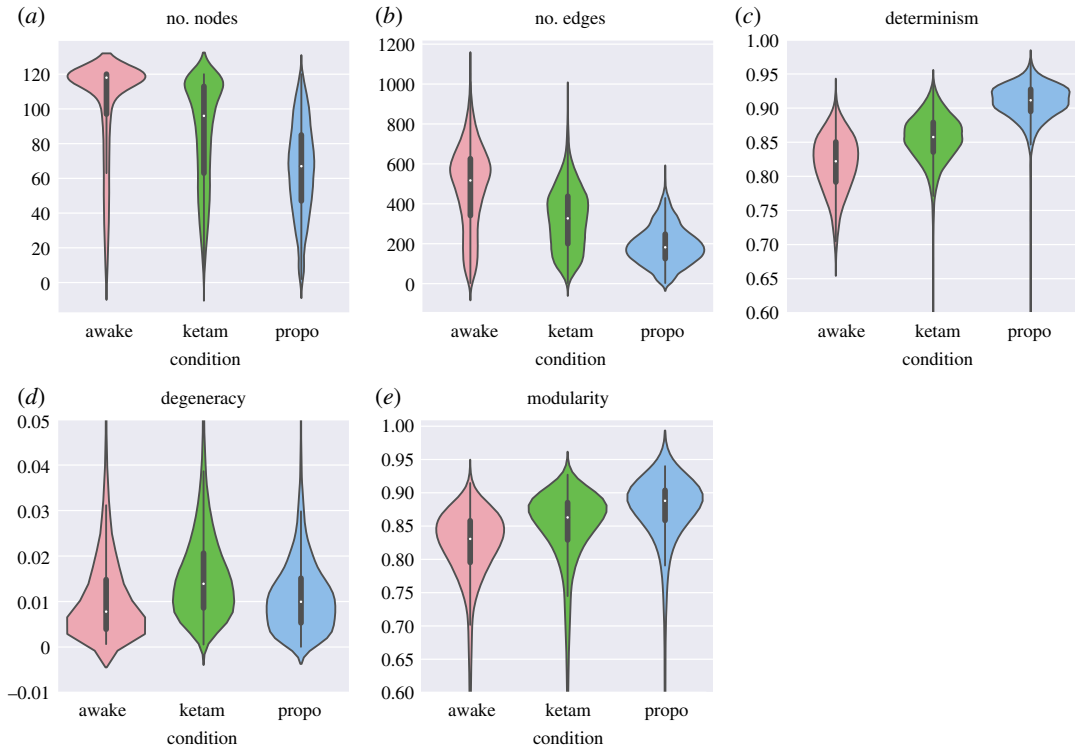 (a) no. nodes
120
100
80
60
40
20
0
awake ketam propo
condition
(b) no. edges
1200
1000
800
600
400
200
0
awake ketam propo
condition
(c) determinism
1.00
0.95
0.90
0.85
0.80
0.75
0.70
0.65
0.60
awake ketam propo
condition
(d) degeneracy
0.05
0.04
0.03
0.02
0.01
0
–0.01
awake ketam propo
condition
(e) modularity
1.00
0.95
0.90
0.85
0.80
0.75
0.70
0.65
0.60
awake ketam propo
condition